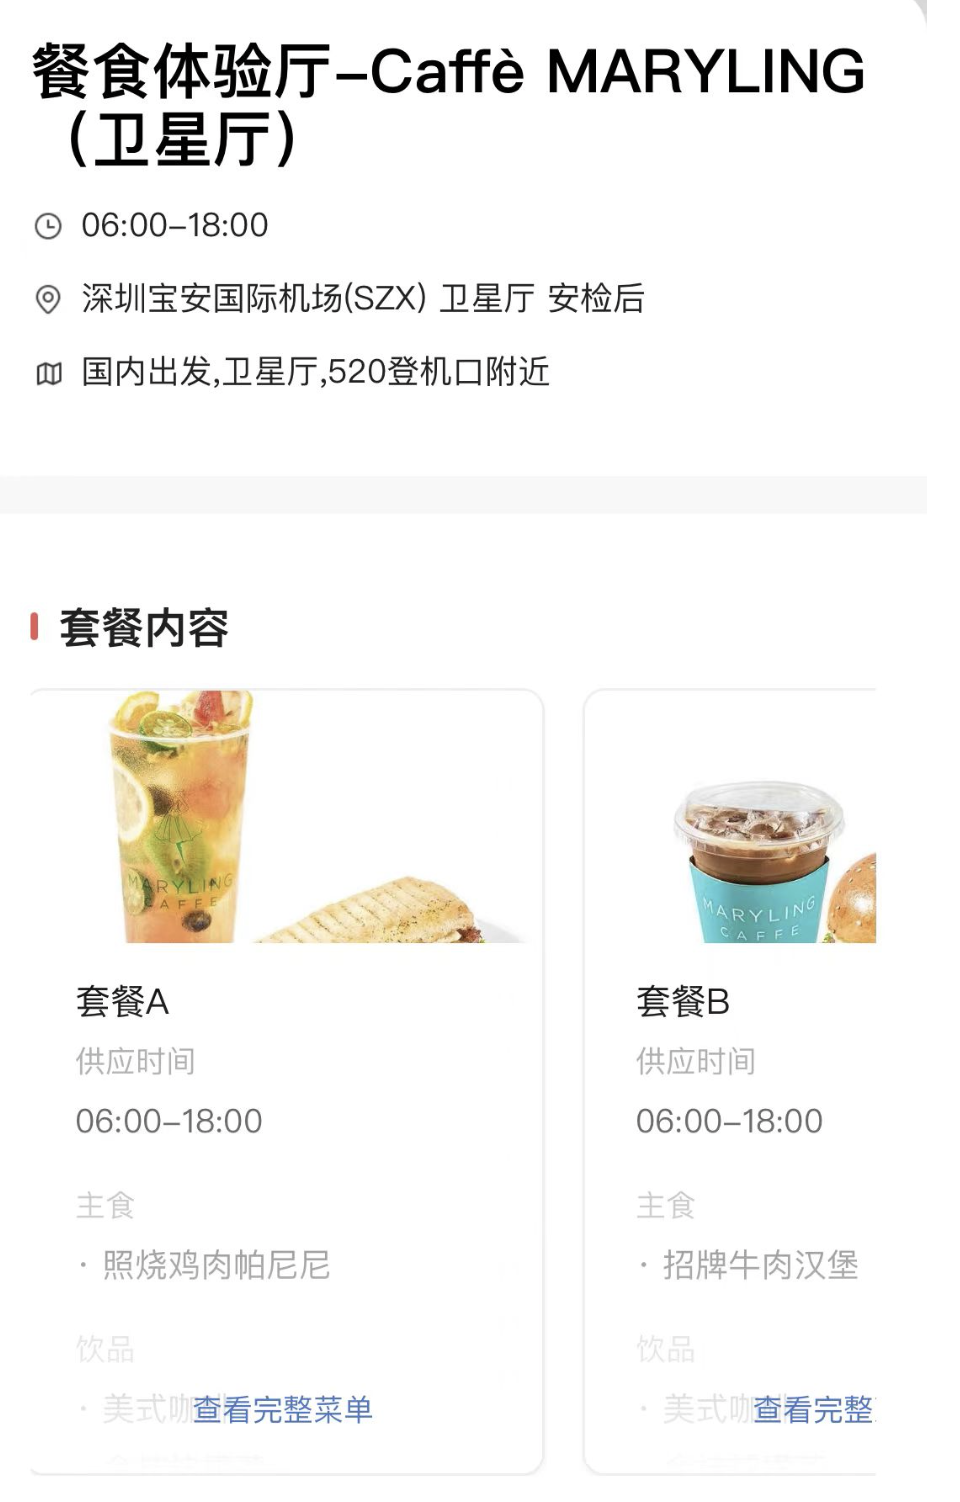 餐食体验厅–Caffè MARYLING
（卫星厅）
06:00–18:00
深圳宝安国际机场(SZX) 卫星厅 安检后
国内出发,卫星厅,520登机口附近
套餐内容
MARYLING
CAFFE
MARYLING
CAFFE
套餐A
供应时间
06:00–18:00
主食
· 照烧鸡肉帕尼尼
饮品
· 美式咖
查看完整菜单
套餐B
供应时间
06:00–18:00
主食
· 招牌牛肉汉堡
饮品
· 美式咖
查看完整